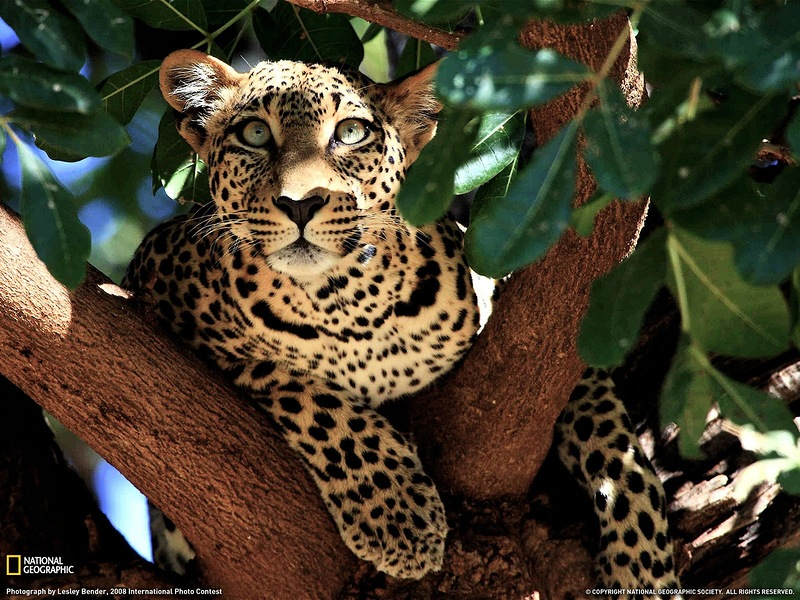 NATIONAL
GEOGRAPHIC
Photograph by Lesley Bender, 2008 International Photo Contest
© COPYRIGHT NATIONAL GEOGRAPHIC SOCIETY. ALL RIGHTS RESERVED.